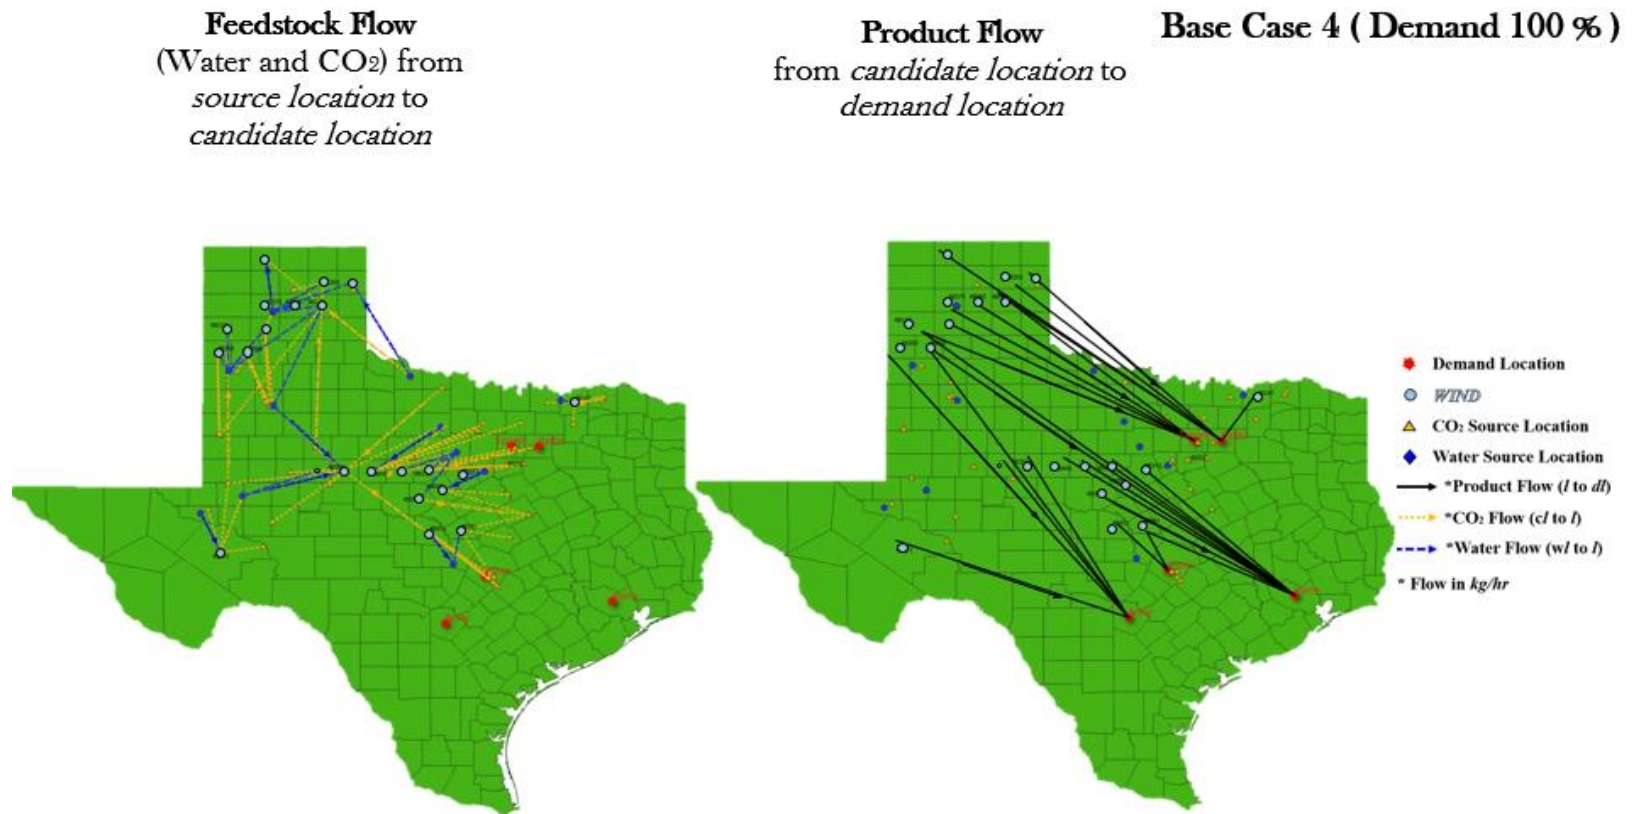 Feedstock Flow
(Water and CO2) from
source location to
candidate location
Product Flow
from candidate location to
demand location
Base Case 4 ( Demand 100 % )
Demand Location
WIND
CO2 Source Location
Water Source Location
*Product Flow (l to dl)
*CO2 Flow (cl to l)
*Water Flow (wl to l)
* Flow in kg/hr